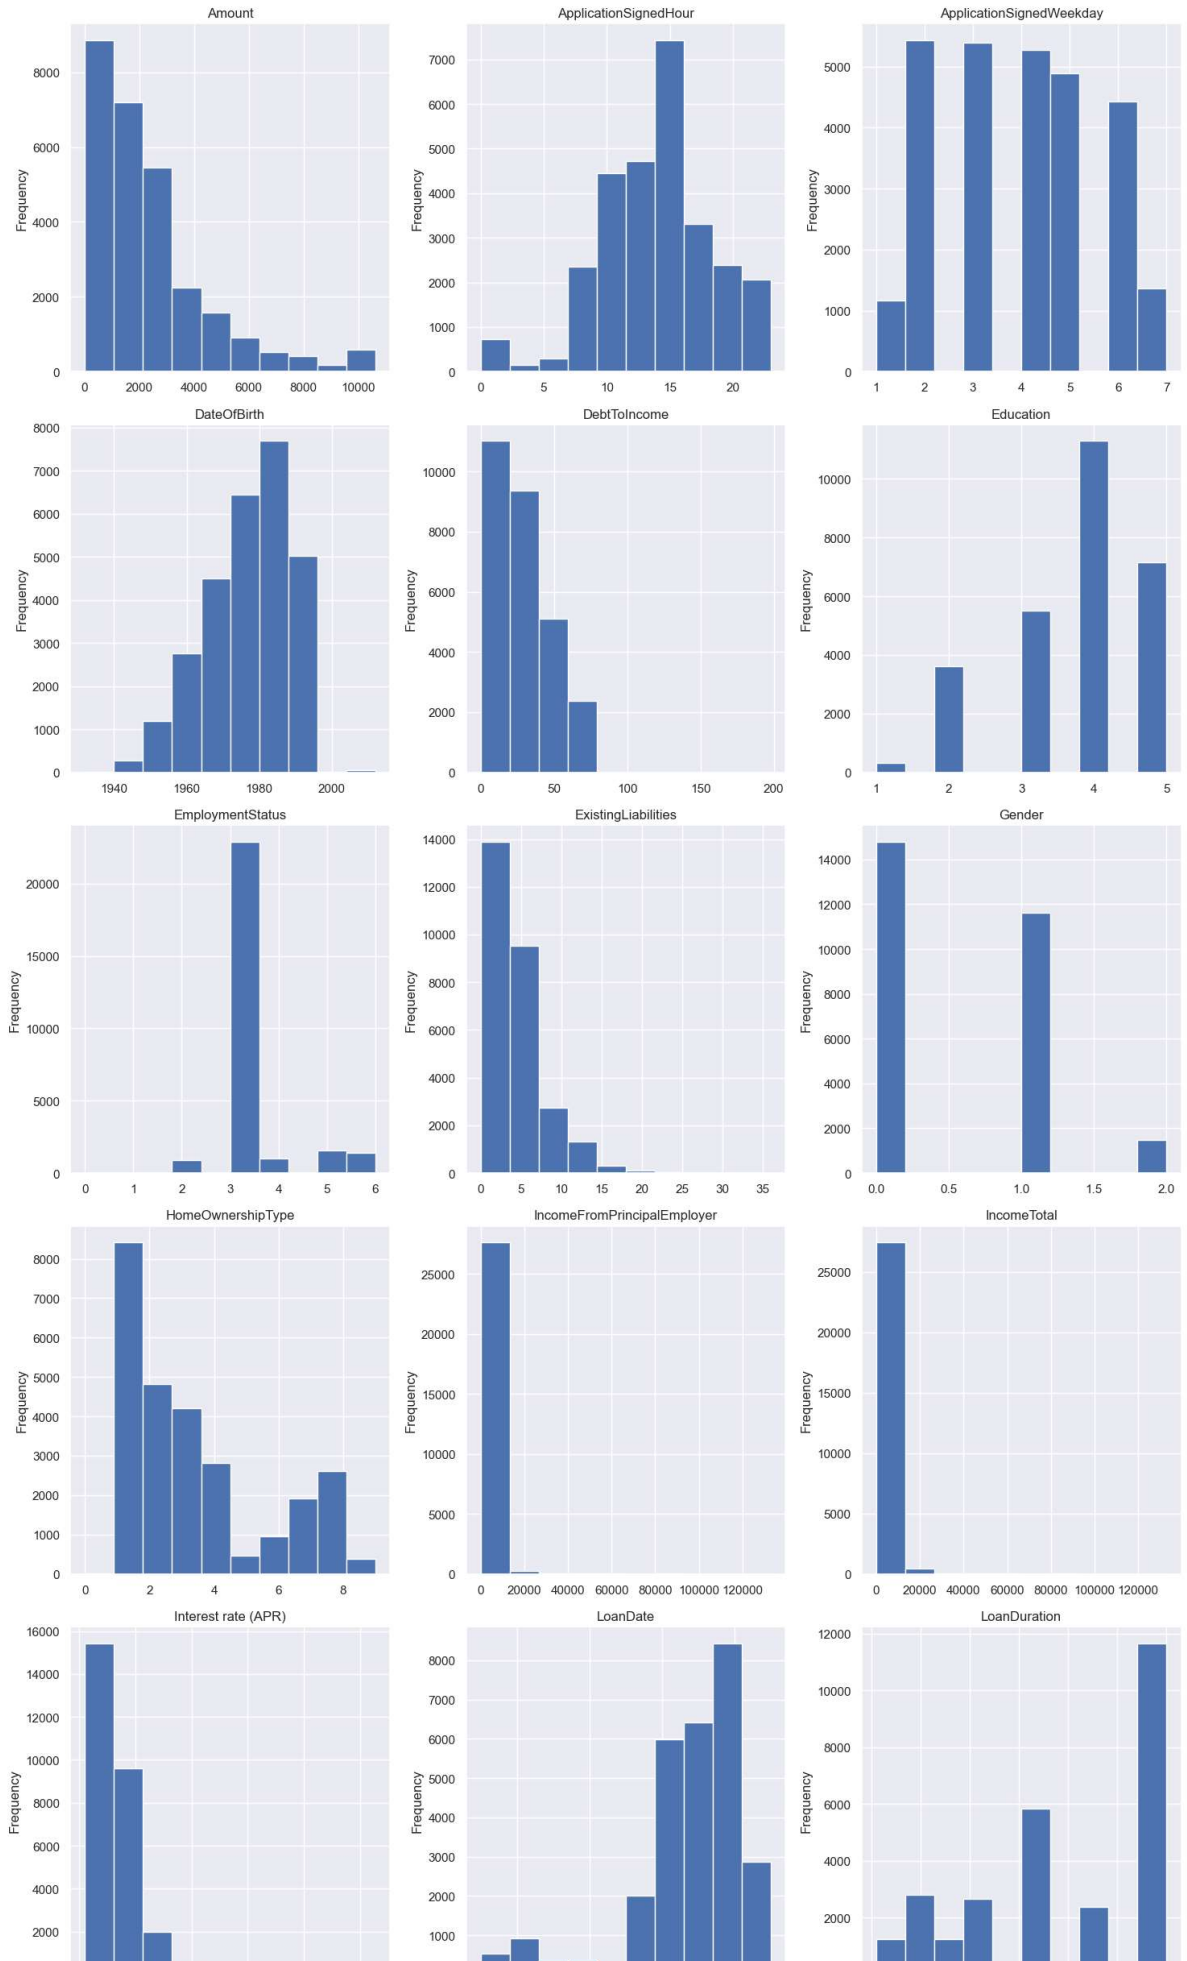 Amount
ApplicationSignedHour
ApplicationSignedWeekday
Frequency
8000
6000
4000
2000
0
0 2000 4000 6000 8000 10000
Frequency
7000
6000
5000
4000
3000
2000
1000
0
0 5 10 15 20
Frequency
5000
4000
3000
2000
1000
0
1 2 3 4 5 6 7
DateOfBirth
DebtToIncome
Education
Frequency
8000
7000
6000
5000
4000
3000
2000
1000
0
1940 1960 1980 2000
Frequency
10000
8000
6000
4000
2000
0
0 50 100 150 200
Frequency
10000
8000
6000
4000
2000
0
1 2 3 4 5
EmploymentStatus
ExistingLiabilities
Gender
Frequency
20000
15000
10000
5000
0
0 1 2 3 4 5 6
Frequency
14000
12000
10000
8000
6000
4000
2000
0
0 5 10 15 20 25 30 35
Frequency
14000
12000
10000
8000
6000
4000
2000
0
0.0 0.5 1.0 1.5 2.0
HomeOwnershipType
IncomeFromPrincipalEmployer
IncomeTotal
Frequency
8000
7000
6000
5000
4000
3000
2000
1000
0
0 2 4 6 8
Frequency
25000
20000
15000
10000
5000
0
0 20000 40000 60000 80000 100000 120000
Frequency
25000
20000
15000
10000
5000
0
0 20000 40000 60000 80000 100000 120000
Interest rate (APR)
LoanDate
LoanDuration
Frequency
16000
14000
12000
10000
8000
6000
4000
2000
Frequency
8000
7000
6000
5000
4000
3000
2000
1000
Frequency
12000
10000
8000
6000
4000
2000